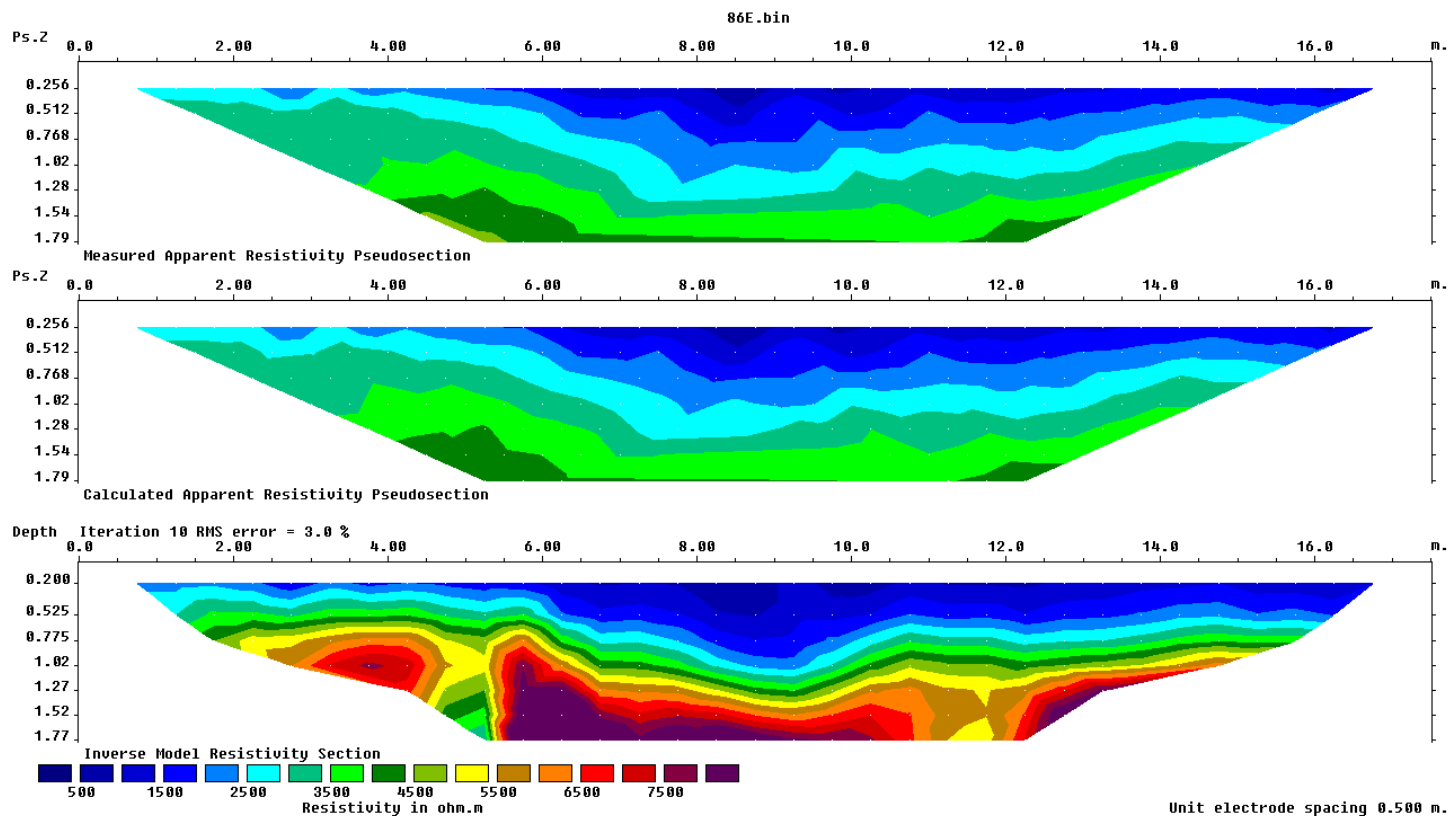 86E.bin
Ps.Z
0.0 2.00 4.00 6.00 8.00 10.0 12.0 14.0 16.0 m.
0.256
0.512
0.768
1.02
1.28
1.54
1.79
Measured Apparent Resistivity Pseudosection
Ps.Z
0.0 2.00 4.00 6.00 8.00 10.0 12.0 14.0 16.0 m.
0.256
0.512
0.768
1.02
1.28
1.54
1.79
Calculated Apparent Resistivity Pseudosection
Depth Iteration 10 RMS error = 3.0 %
0.0 2.00 4.00 6.00 8.00 10.0 12.0 14.0 16.0 m.
0.200
0.525
0.775
1.02
1.27
1.52
1.77
Inverse Model Resistivity Section
500 1500 2500 3500 4500 5500 6500 7500
Resistivity in ohm.m
Unit electrode spacing 0.500 m.